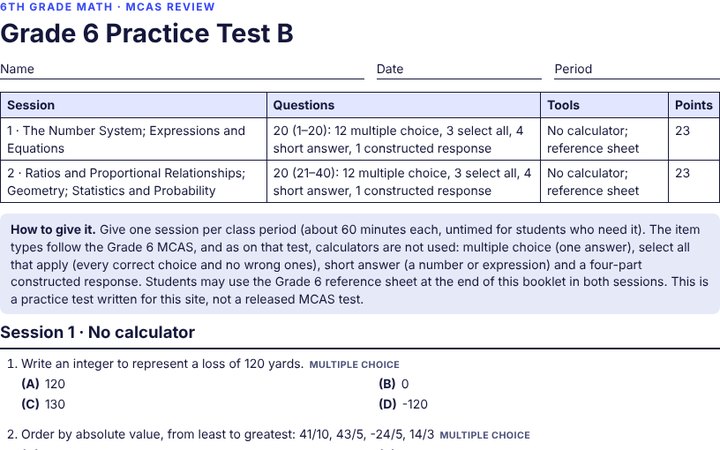 6TH GRADE MATH · MCAS REVIEW
Grade 6 Practice Test B
Name Date Period
Session Questions Tools Points
1 · The Number System; Expressions and Equations 20 (1–20): 12 multiple choice, 3 select all, 4 short answer, 1 constructed response No calculator; reference sheet 23
2 · Ratios and Proportional Relationships; Geometry; Statistics and Probability 20 (21–40): 12 multiple choice, 3 select all, 4 short answer, 1 constructed response No calculator; reference sheet 23
How to give it. Give one session per class period (about 60 minutes each, untimed for students who need it). The item
types follow the Grade 6 MCAS, and as on that test, calculators are not used: multiple choice (one answer), select all
that apply (every correct choice and no wrong ones), short answer (a number or expression) and a four-part
constructed response. Students may use the Grade 6 reference sheet at the end of this booklet in both sessions. This is
a practice test written for this site, not a released MCAS test.
Session 1 · No calculator
1. Write an integer to represent a loss of 120 yards. MULTIPLE CHOICE
(A) 120 (B) 0
(C) 130 (D) -120
2. Order by absolute value, from least to greatest: 41/10, 43/5, -24/5, 14/3 MULTIPLE CHOICE